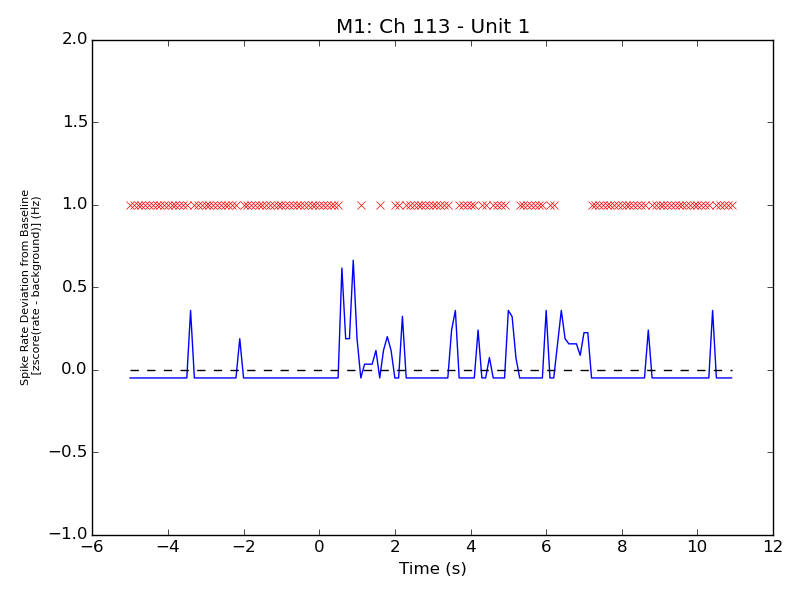 M1: Ch 113 - Unit 1
2.0
1.5
1.0
0.5
0.0
−0.5
−1.0
Spike Rate Deviation from Baseline
[zscore(rate - background)] (Hz)
−6 −4 −2 0 2 4 6 8 10 12
Time (s)